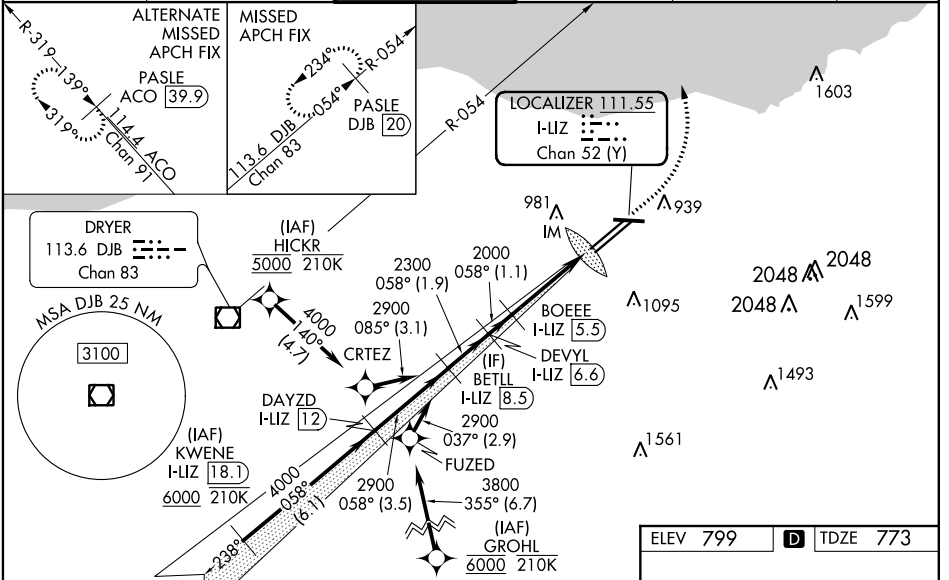 ALTERNATE
MISSED
APCH FIX
R-319
139°
319°
PASLE
ACO 39.9
114.4 ACO
Chan 91
MISSED
APCH FIX
234°
R-054
054°
PASLE
DJB 20
113.6 DJB
Chan 83
R-054
LOCALIZER 111.55
I-LIZ
Chan 52 (Y)
1603
981
IM
939
DRYER
113.6 DJB
Chan 83
(IAF)
HICKR
5000 210K
4000
140°
(4.7)
2300
058° (1.9)
2000
058° (1.1)
2900
085° (3.1)
CRTEZ
BOEEE
I-LIZ 5.5
DEVYL
I-LIZ 6.6
(IF)
BETLL
I-LIZ 8.5
1095
2048
2048
2048
1599
1493
1561
MSA DJB 25 NM
3100
DAYZD
I-LIZ 12
2900
037° (2.9)
FUZED
(IAF)
KWENE
I-LIZ 18.1
6000 210K
4000
058°
(6.1)
238°
2900
058° (3.5)
3800
355° (6.7)
(IAF)
GROHL
6000 210K
ELEV 799
D
TDZE 773